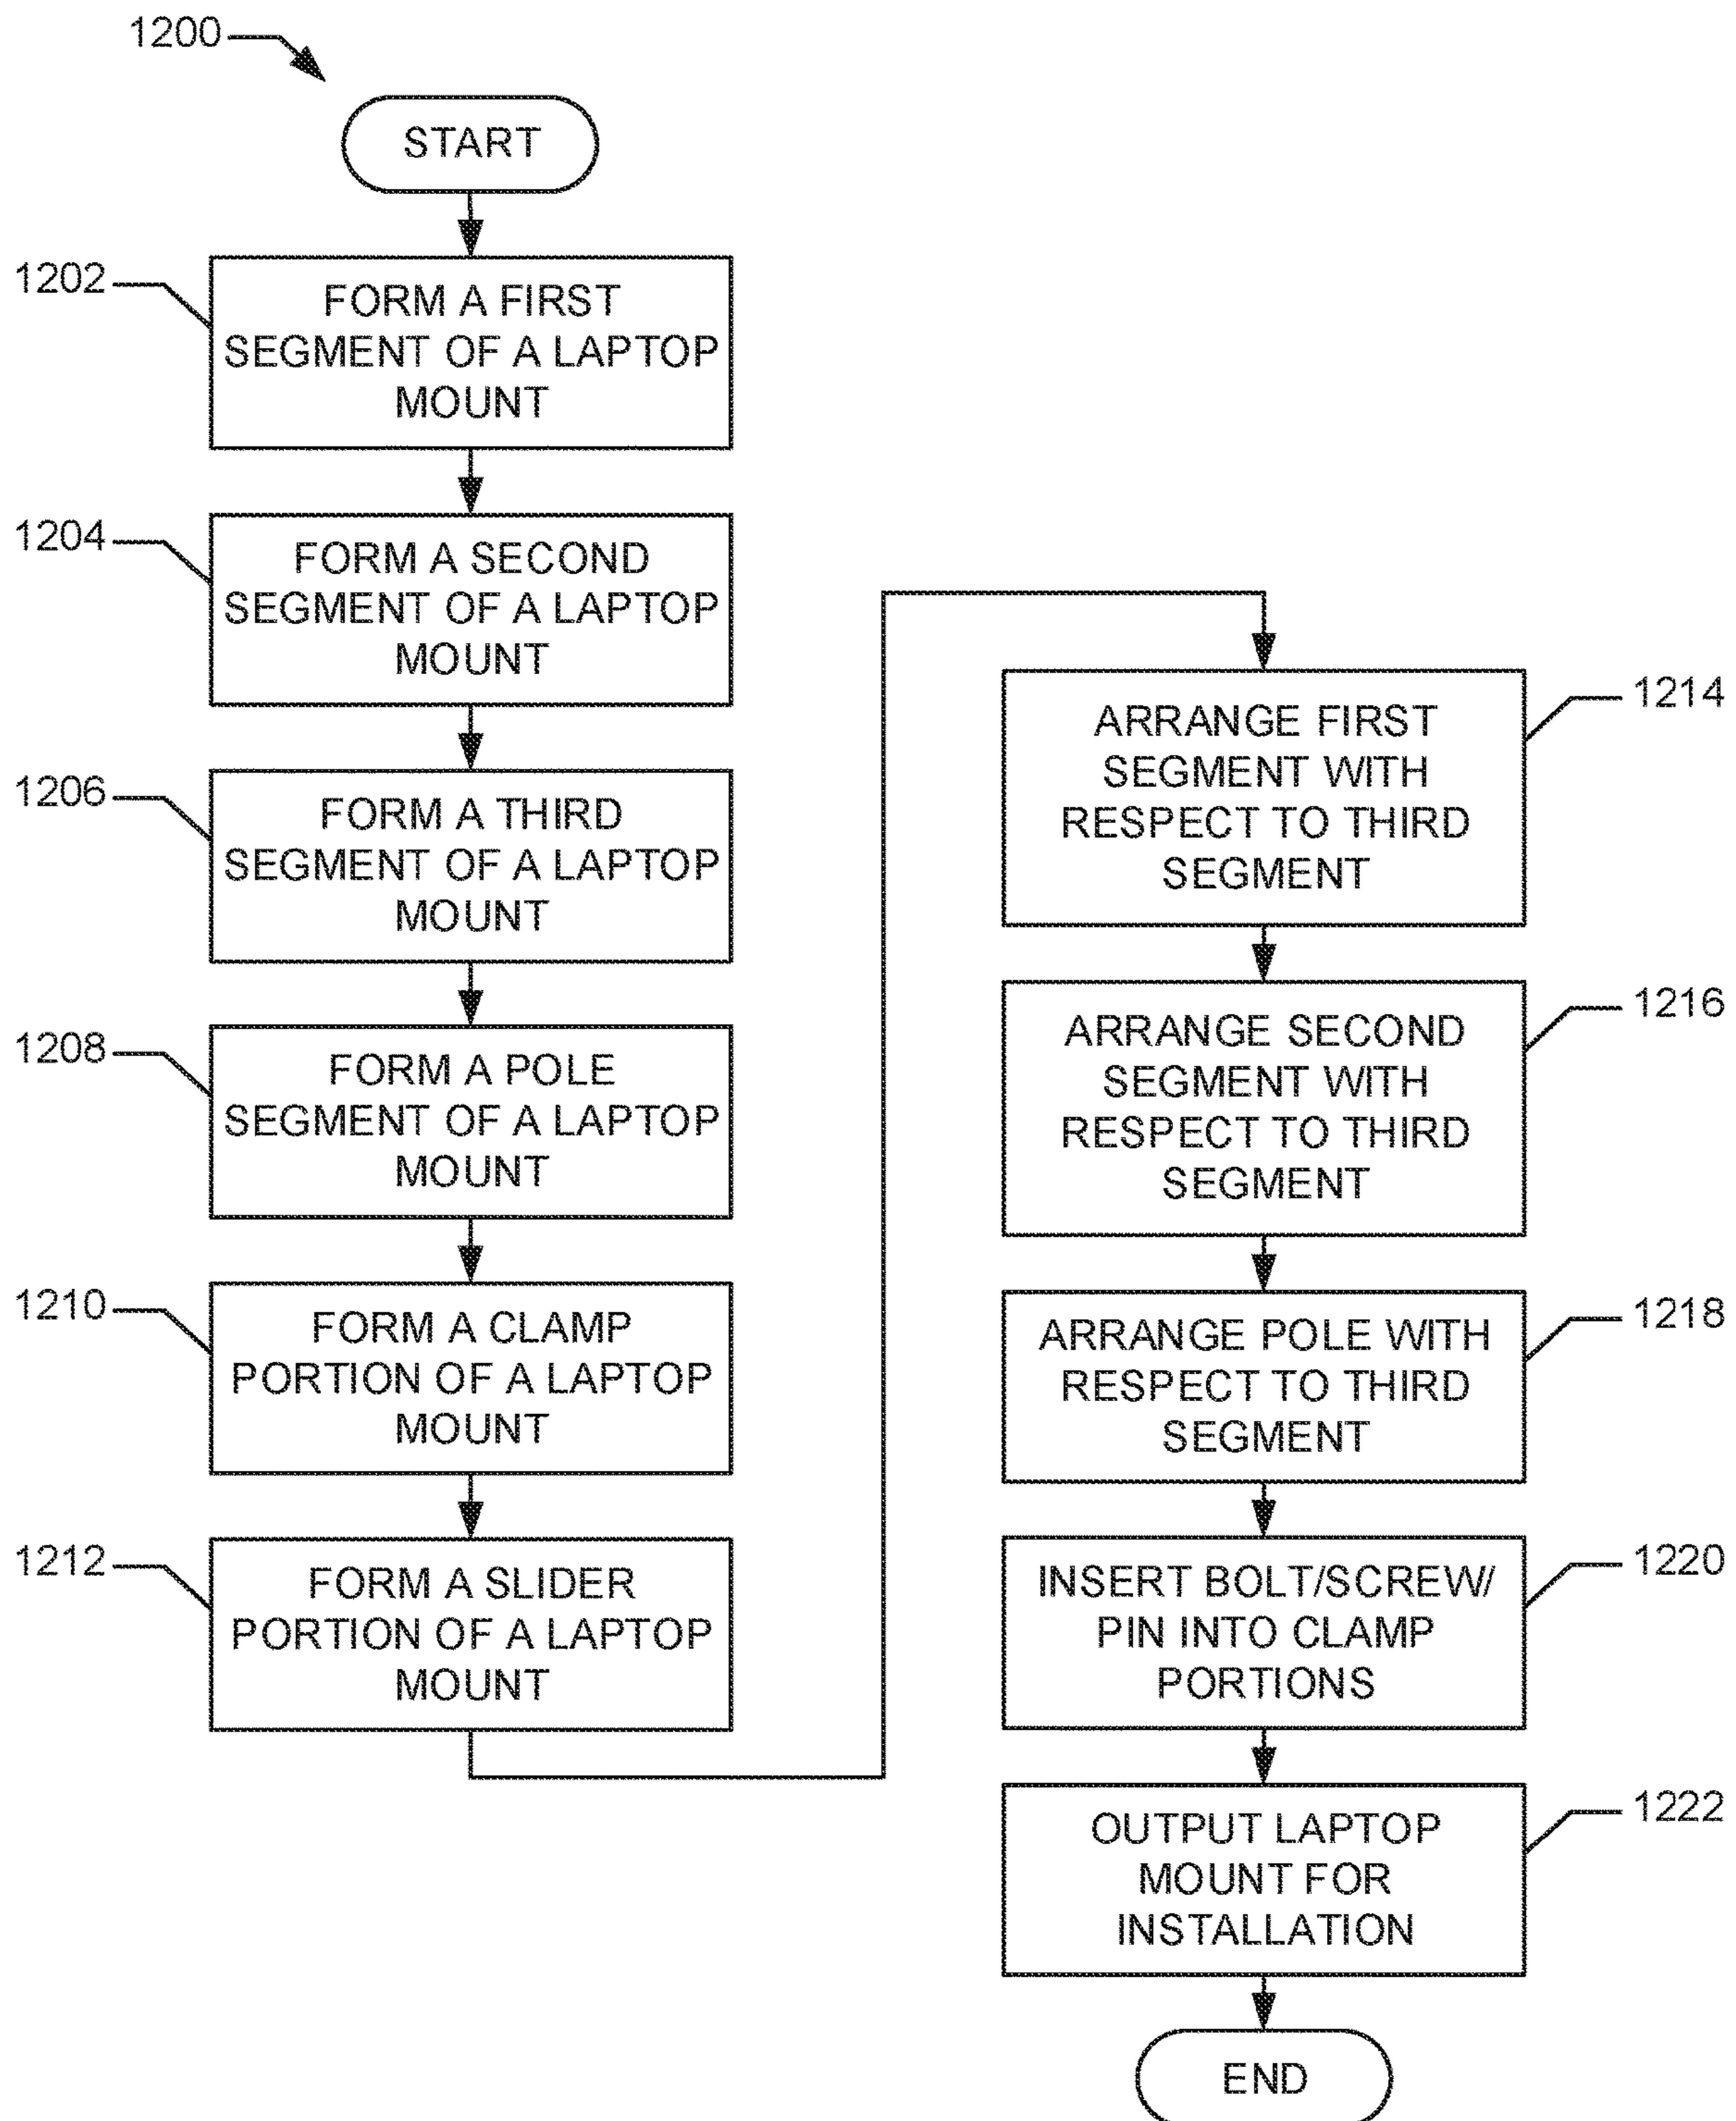 1200
START
1202
FORM A FIRST
SEGMENT OF A LAPTOP
MOUNT
1204
FORM A SECOND
SEGMENT OF A LAPTOP
MOUNT
1206
FORM A THIRD
SEGMENT OF A LAPTOP
MOUNT
1208
FORM A POLE
SEGMENT OF A LAPTOP
MOUNT
1210
FORM A CLAMP
PORTION OF A LAPTOP
MOUNT
1212
FORM A SLIDER
PORTION OF A LAPTOP
MOUNT
1214
ARRANGE FIRST
SEGMENT WITH
RESPECT TO THIRD
SEGMENT
1216
ARRANGE SECOND
SEGMENT WITH
RESPECT TO THIRD
SEGMENT
1218
ARRANGE POLE WITH
RESPECT TO THIRD
SEGMENT
1220
INSERT BOLT/SCREW/
PIN INTO CLAMP
PORTIONS
1222
OUTPUT LAPTOP
MOUNT FOR
INSTALLATION
END